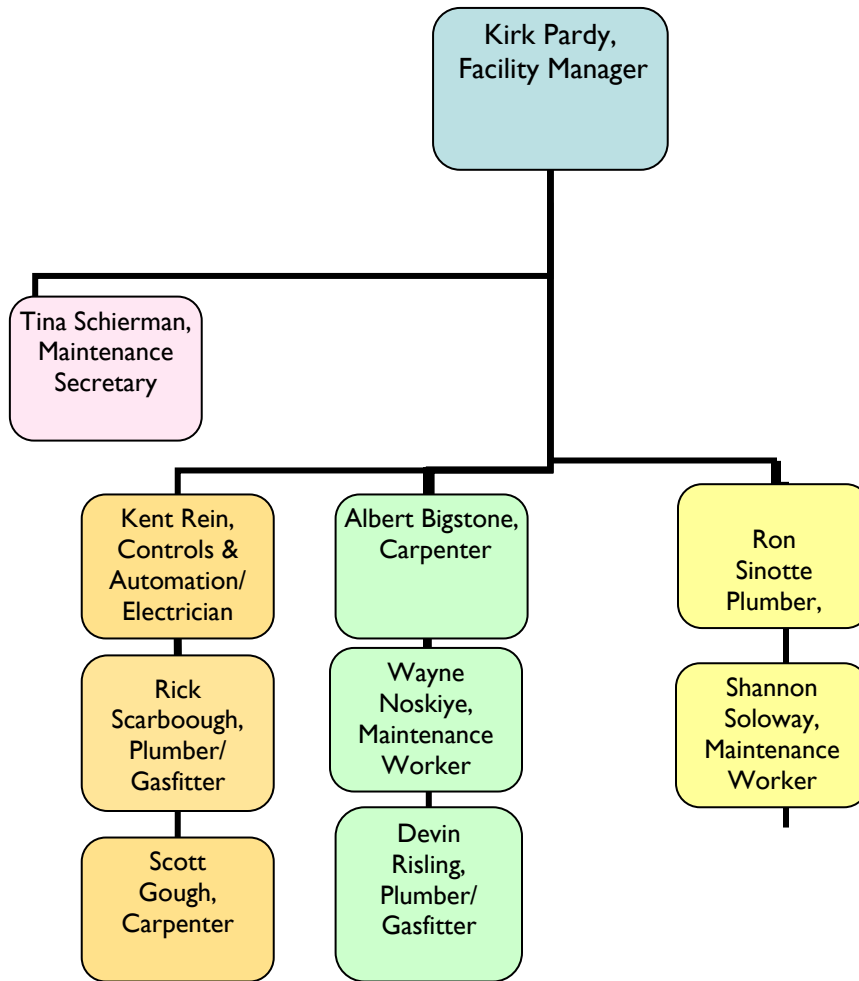 Kirk Pardy,
Facility Manager
Tina Schierman,
Maintenance
Secretary
Kent Rein,
Controls &
Automation/
Electrician
Albert Bigstone,
Carpenter
Ron
Sinotte
Plumber,
Rick
Scarboough,
Plumber/
Gasfitter
Wayne
Noskiye,
Maintenance
Worker
Shannon
Soloway,
Maintenance
Worker
Scott
Gough,
Carpenter
Devin
Risling,
Plumber/
Gasfitter